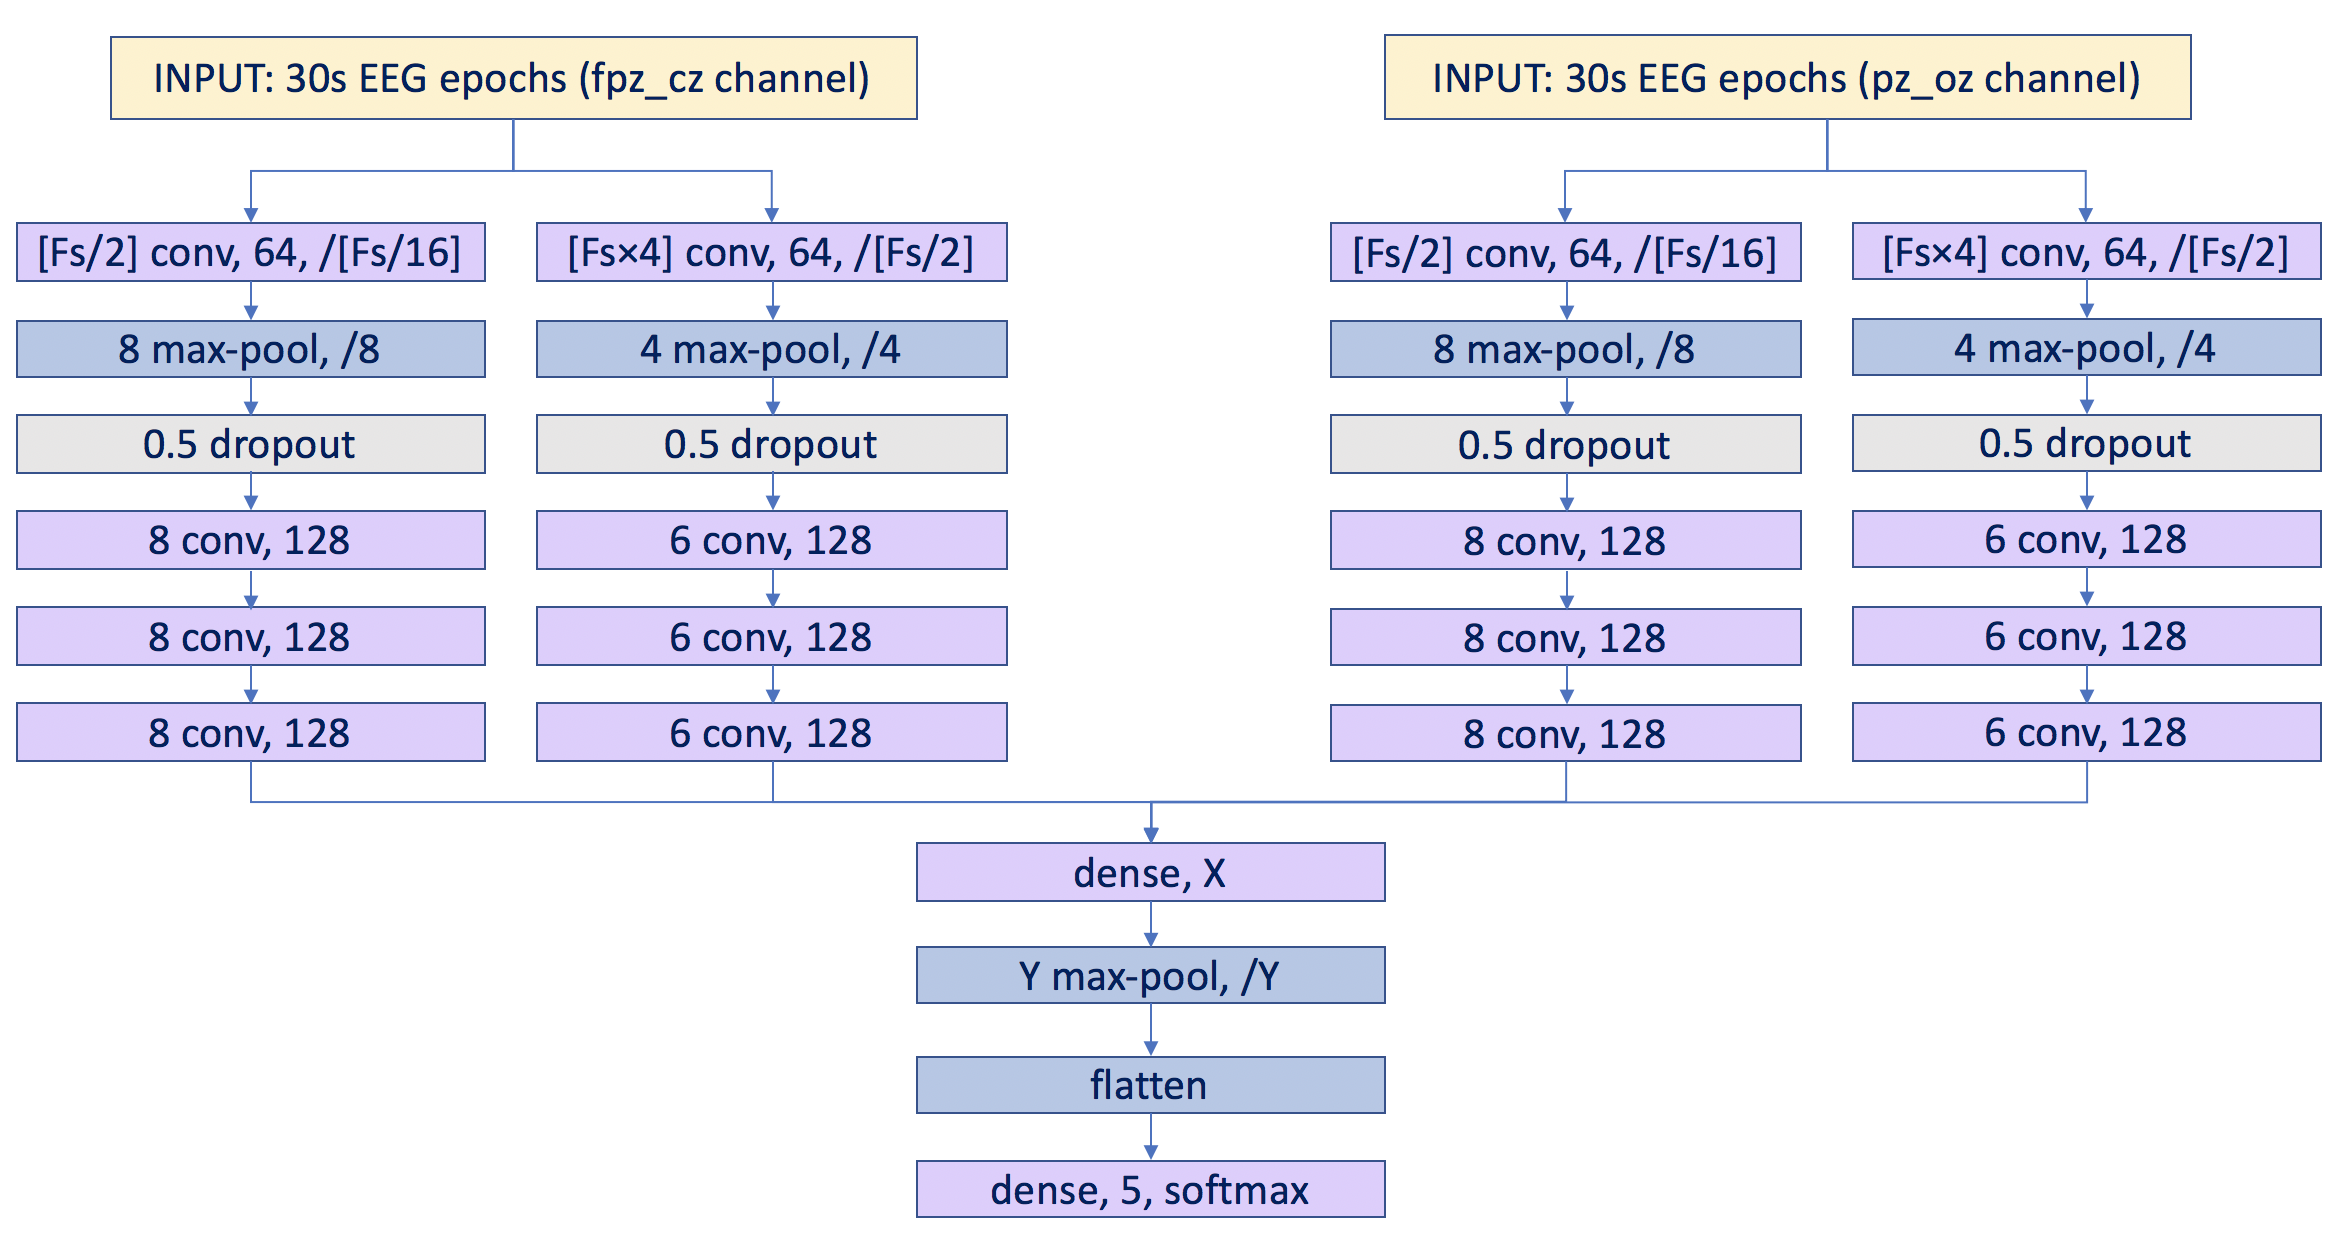 INPUT: 30s EEG epochs (fpz_cz channel)
INPUT: 30s EEG epochs (pz_oz channel)
[Fs/2] conv, 64, /[Fs/16]
[Fs×4] conv, 64, /[Fs/2]
[Fs/2] conv, 64, /[Fs/16]
[Fs×4] conv, 64, /[Fs/2]
8 max-pool, /8
4 max-pool, /4
8 max-pool, /8
4 max-pool, /4
0.5 dropout
0.5 dropout
0.5 dropout
0.5 dropout
8 conv, 128
6 conv, 128
8 conv, 128
6 conv, 128
8 conv, 128
6 conv, 128
8 conv, 128
6 conv, 128
8 conv, 128
6 conv, 128
8 conv, 128
6 conv, 128
dense, X
Y max-pool, /Y
flatten
dense, 5, softmax